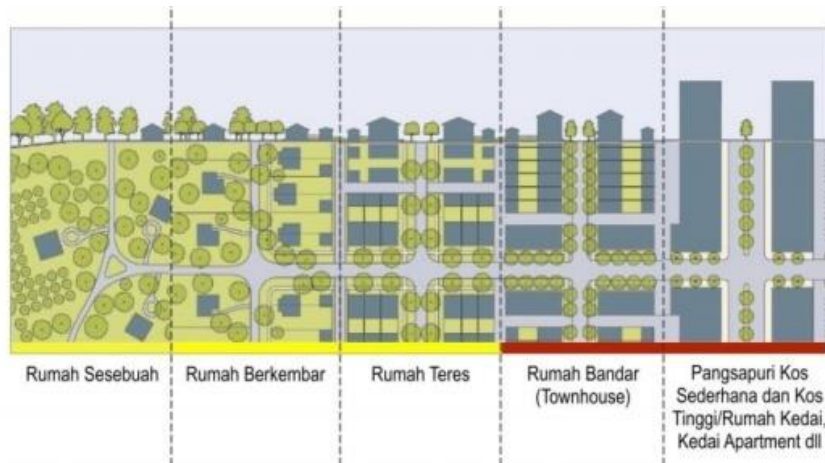 Rumah Sesebuah
Rumah Berkembar
Rumah Teres
Rumah Bandar
(Townhouse)
Pangsapuri Kos
Sederhana dan Kos
Tinggi/Rumah Kedai,
Kedai Apartment dll